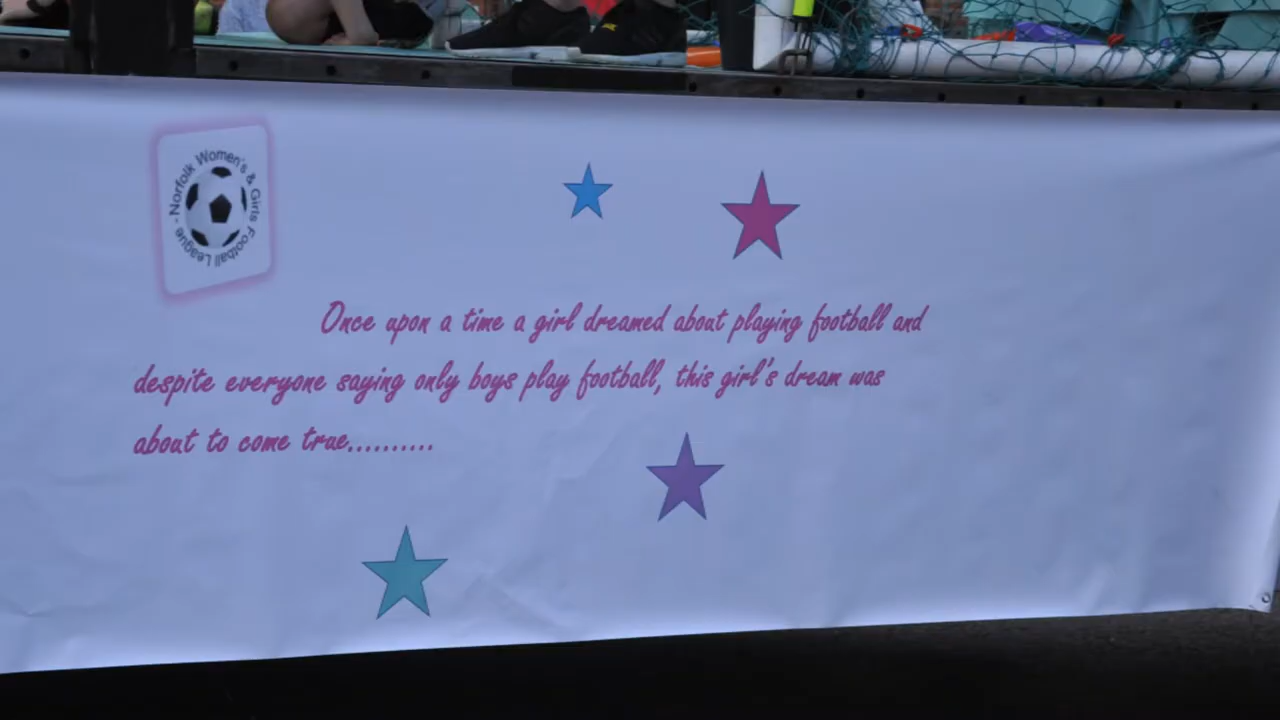 Norfolk Women's & Girls Football League -
Once upon a time a girl dreamed about playing football and
despite everyone saying only boys play football, this girl's dream was
about to come true..........